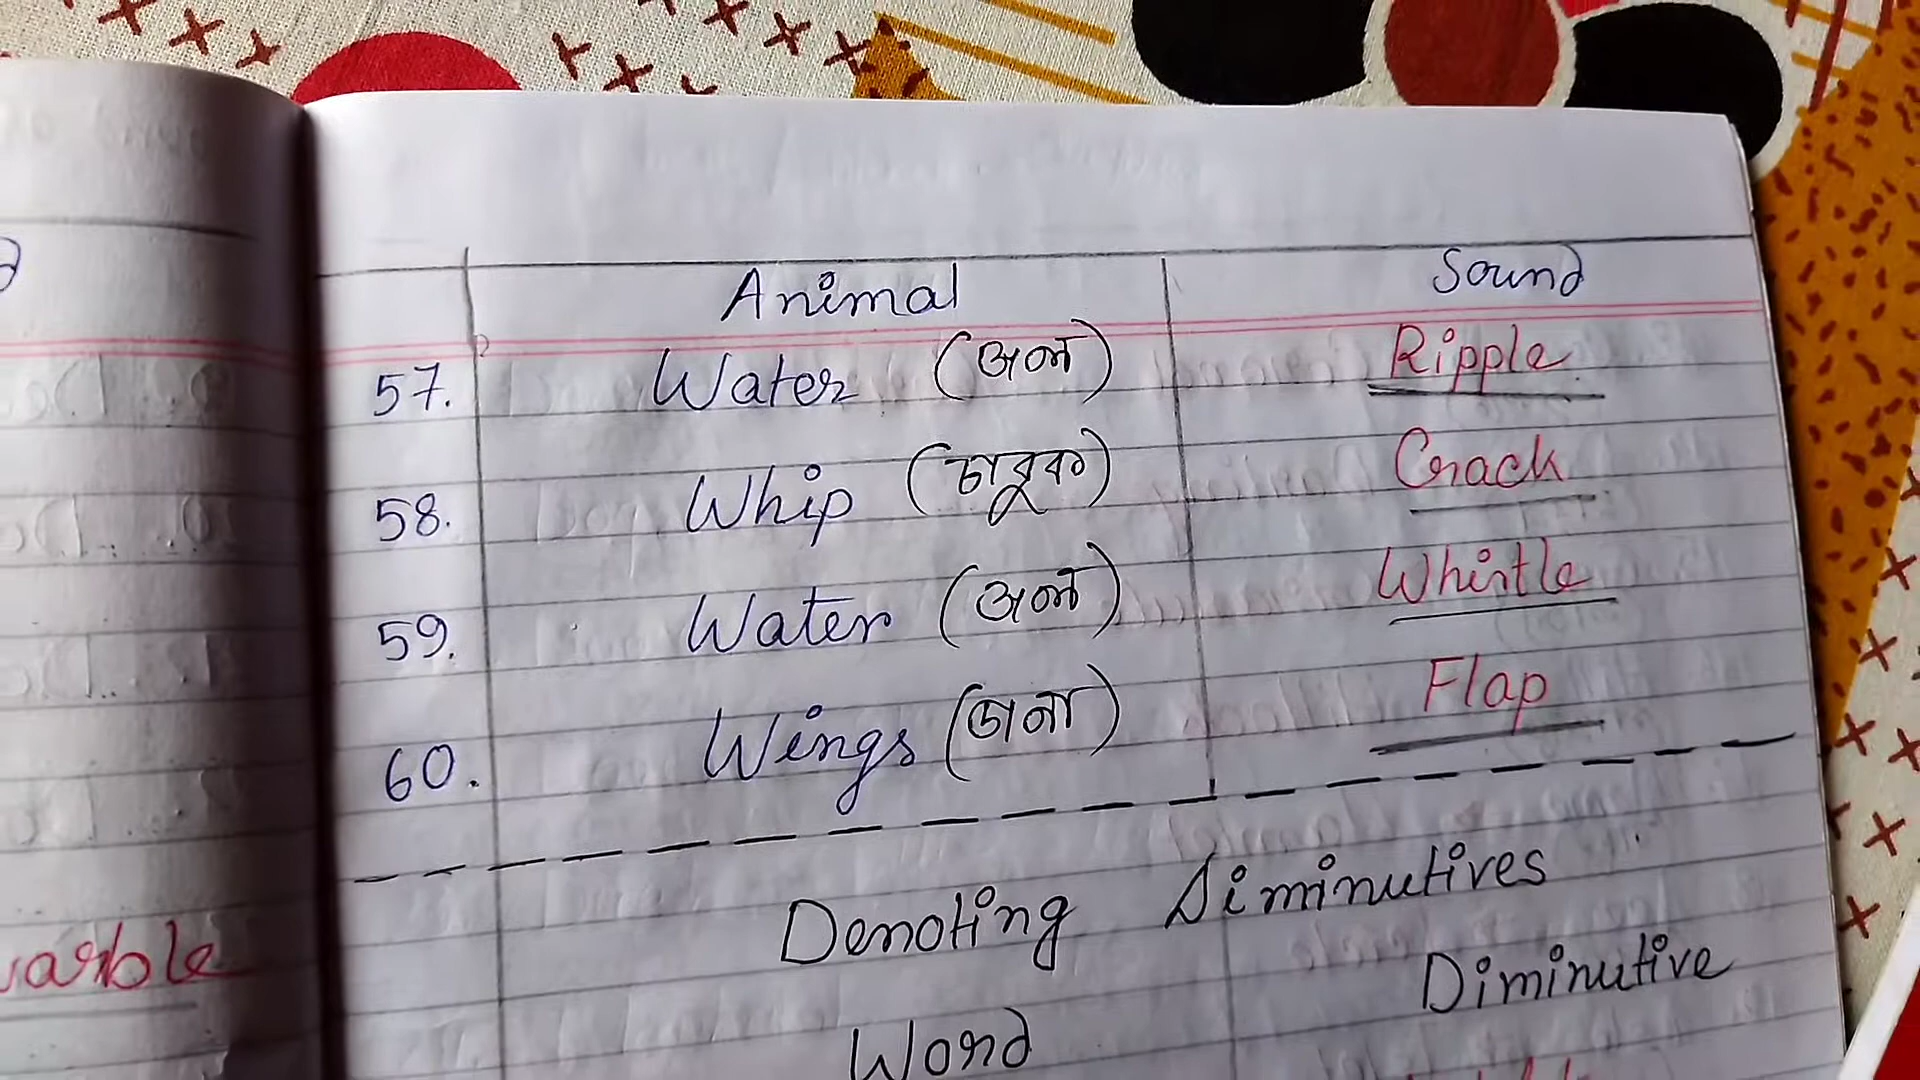 Animal Sound
57. Water (জল) Ripple
58. Whip (চাবুক) Crack
59. Water (জল) Whistle
60. Wings (ডানা) Flap
Denoting Diminutives
Word Diminutive
warble